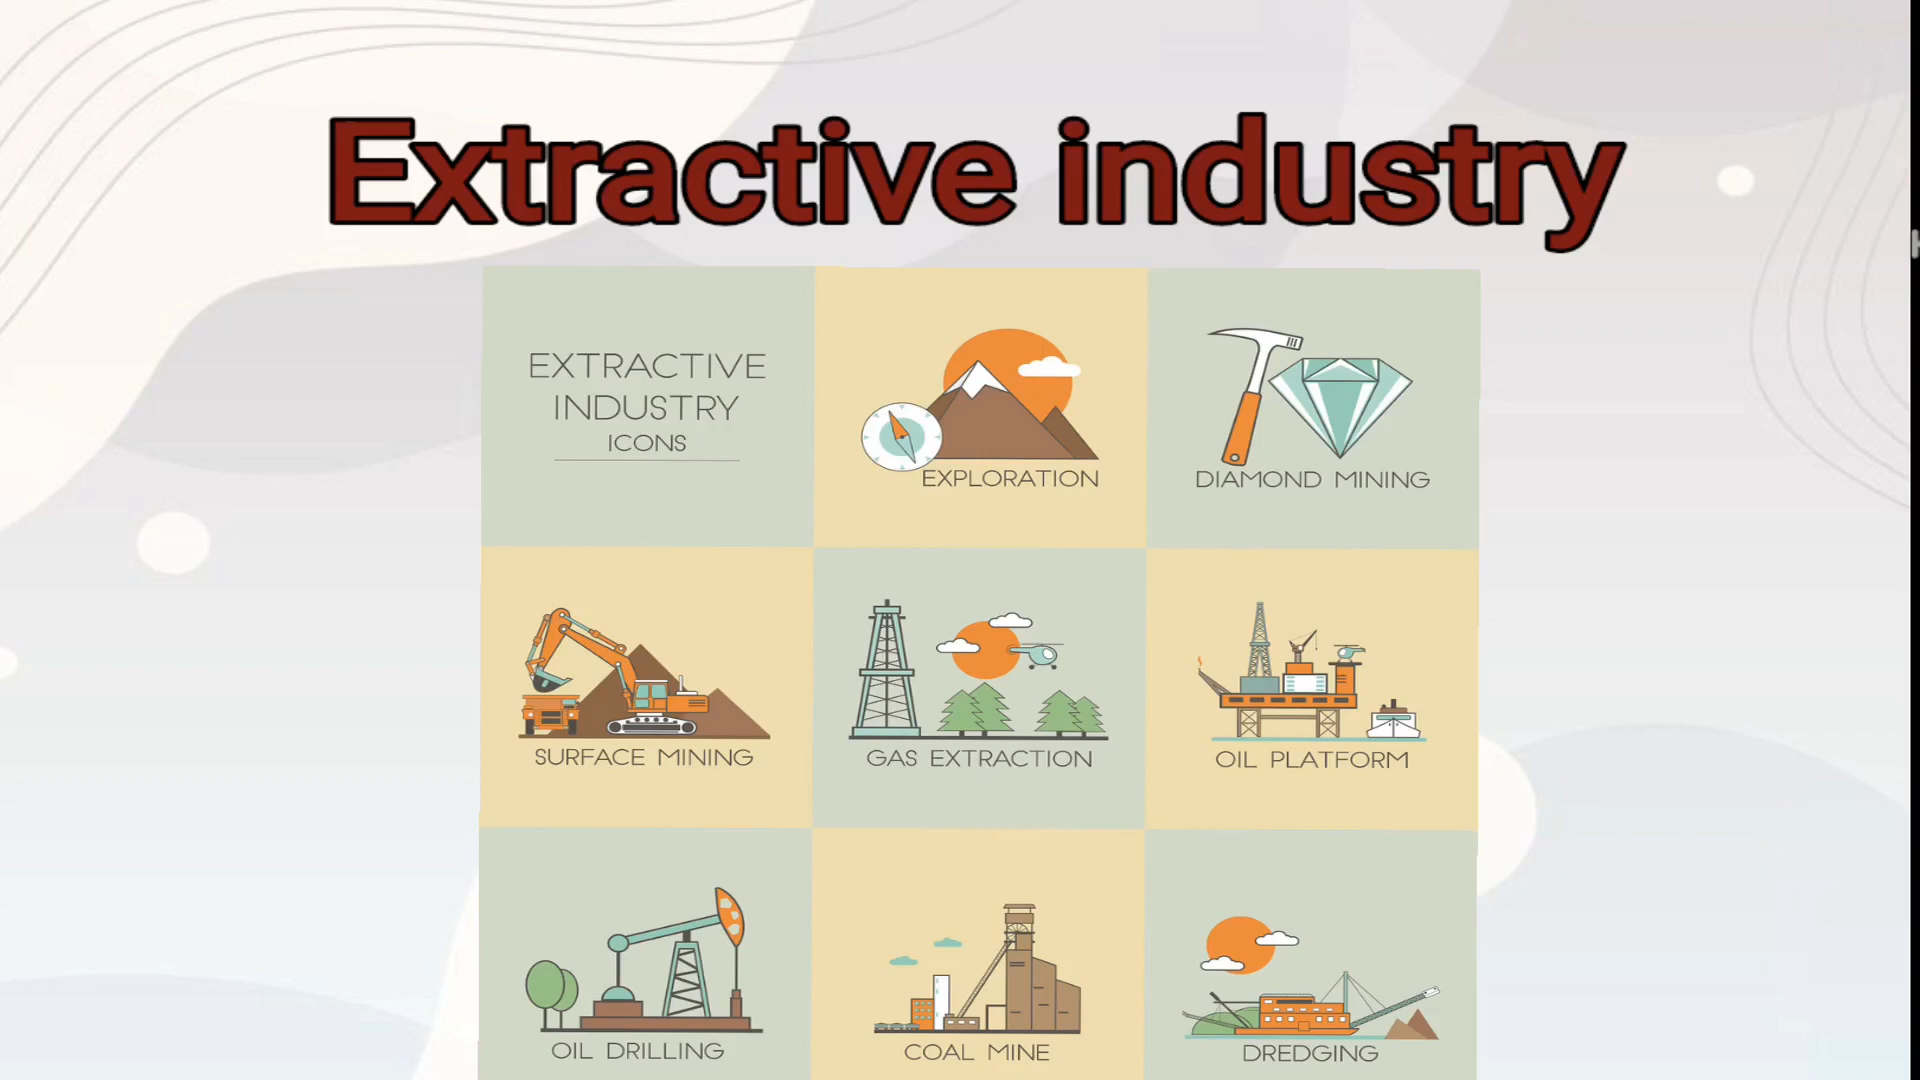 Extractive industry
EXTRACTIVE
INDUSTRY
ICONS
EXPLORATION
DIAMOND MINING
SURFACE MINING
GAS EXTRACTION
OIL PLATFORM
OIL DRILLING
COAL MINE
DREDGING